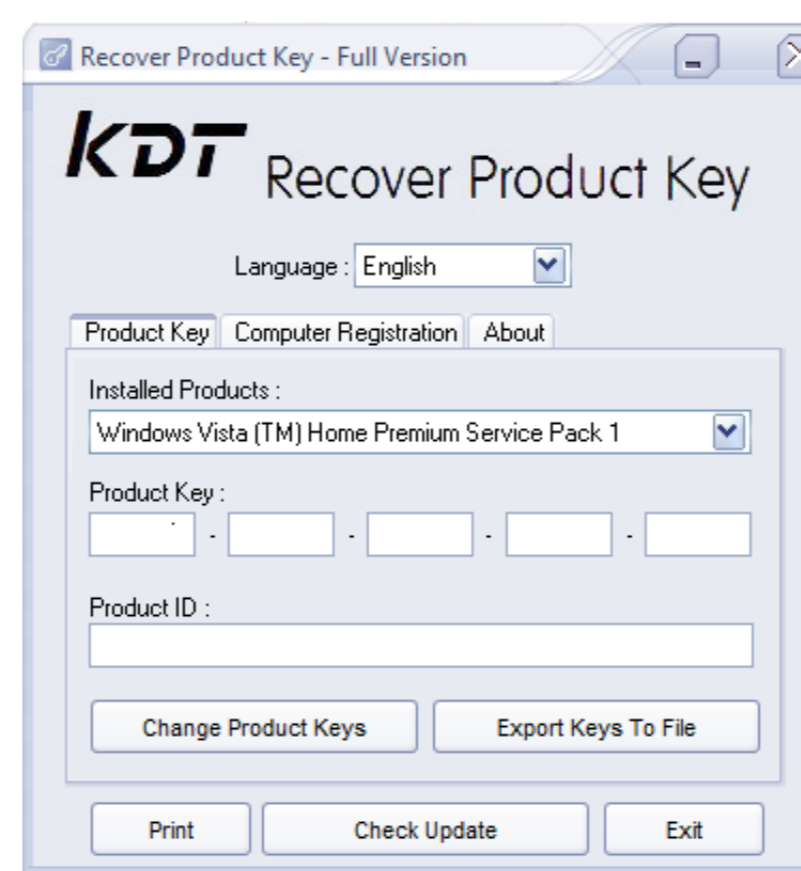 Recover Product Key - Full Version
KDT Recover Product Key
Language : English
Product Key Computer Registration About
Installed Products :
Windows Vista (TM) Home Premium Service Pack 1
Product Key :
- - - -
Product ID :
Change Product Keys Export Keys To File
Print Check Update Exit